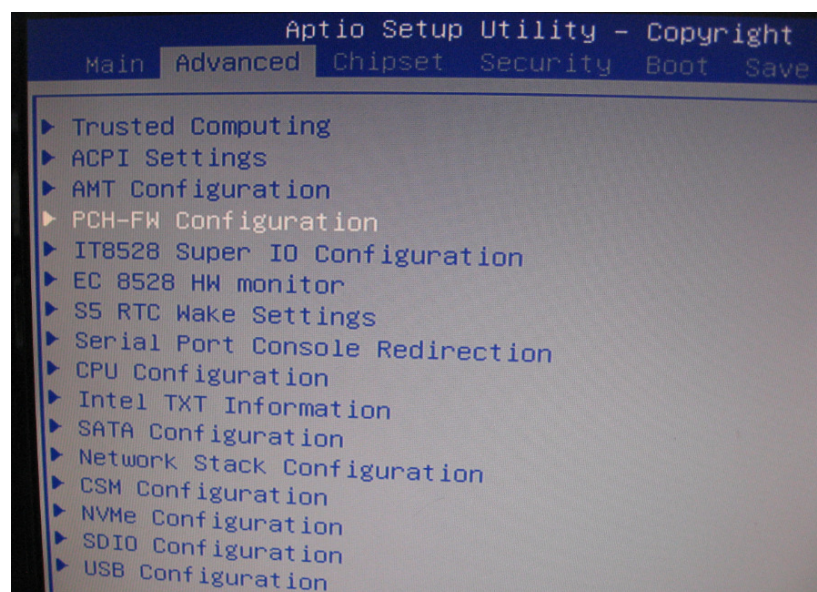 Aptio Setup Utility – Copyright
Main Advanced Chipset Security Boot Save
Trusted Computing
ACPI Settings
AMT Configuration
PCH-FW Configuration
IT8528 Super IO Configuration
EC 8528 HW monitor
S5 RTC Wake Settings
Serial Port Console Redirection
CPU Configuration
Intel TXT Information
SATA Configuration
Network Stack Configuration
CSM Configuration
NVMe Configuration
SDIO Configuration
USB Configuration